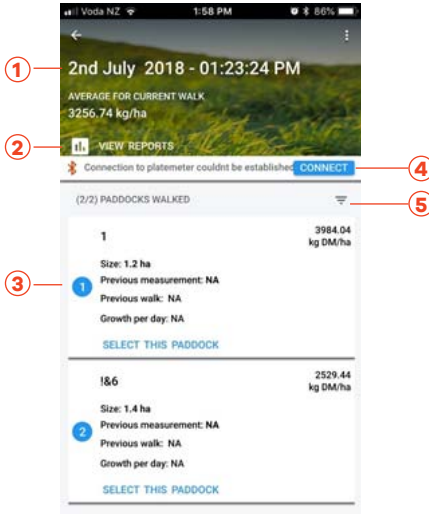 Voda NZ 1:58 PM 86%
1 2nd July 2018 - 01:23:24 PM
AVERAGE FOR CURRENT WALK
3256.74 kg/ha
2 VIEW REPORTS
Connection to platemeter couldnt be established CONNECT 4
(2/2) PADDOCKS WALKED 5
1 3984.04
kg DM/ha
Size: 1.2 ha
3 1 Previous measurement: NA
Previous walk: NA
Growth per day: NA
SELECT THIS PADDOCK
!&6 2529.44
kg DM/ha
Size: 1.4 ha
2 Previous measurement: NA
Previous walk: NA
Growth per day: NA
SELECT THIS PADDOCK